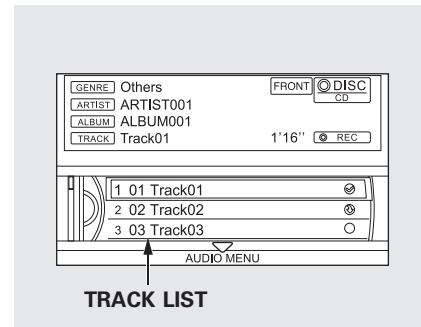 GENRE Others FRONT DISC
CD
ARTIST ARTIST001
ALBUM ALBUM001
TRACK Track01 1'16'' REC
1 01 Track01
2 02 Track02
3 03 Track03
AUDIO MENU
TRACK LIST